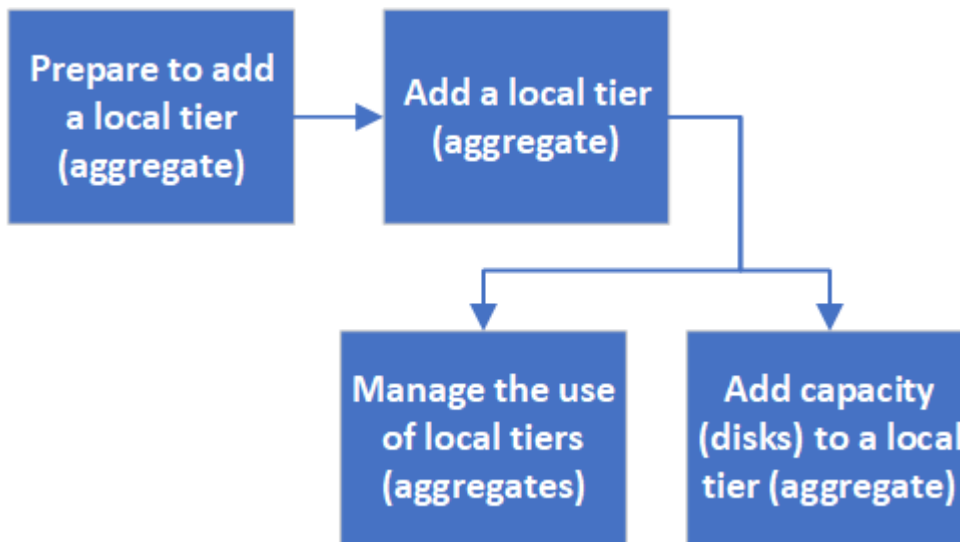 Prepare to add
a local tier
(aggregate)
Add a local tier
(aggregate)
Manage the use
of local tiers
(aggregates)
Add capacity
(disks) to a local
tier (aggregate)